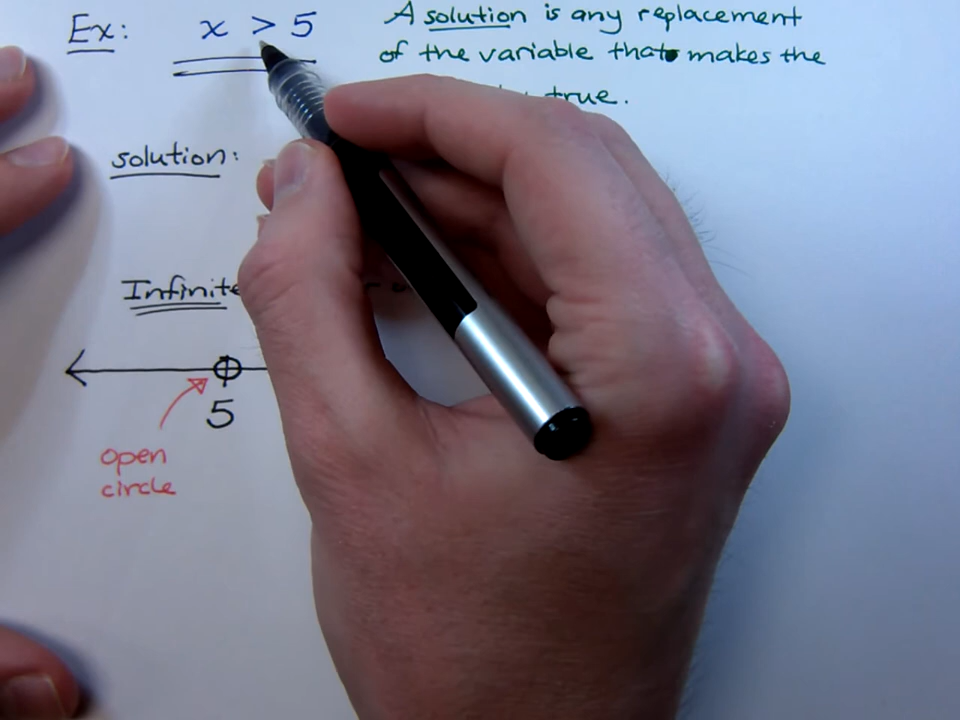 Ex: x > 5
A solution is any replacement
of the variable that makes the
true.
solution:
Infinite
5
open
circle